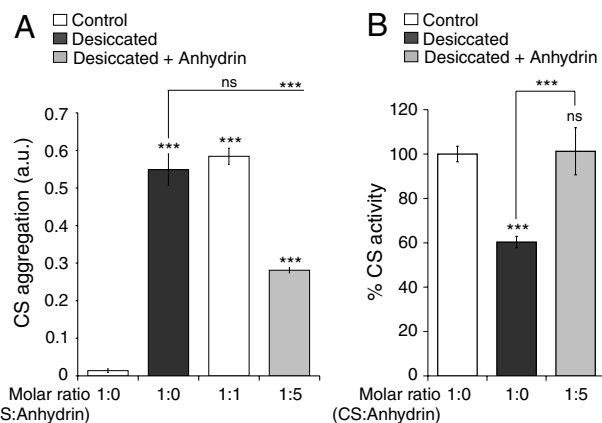 A
Control
Desiccated
Desiccated + Anhydrin
ns
***
CS aggregation (a.u.)
0.7
0.6
0.5
0.4
0.3
0.2
0.1
0
***
***
***
Molar ratio 1:0 1:0 1:1 1:5
S:Anhydrin)
B
Control
Desiccated
Desiccated + Anhydrin
***
ns
% CS activity
120
100
80
60
40
20
0
***
Molar ratio 1:0 1:0 1:5
(CS:Anhydrin)